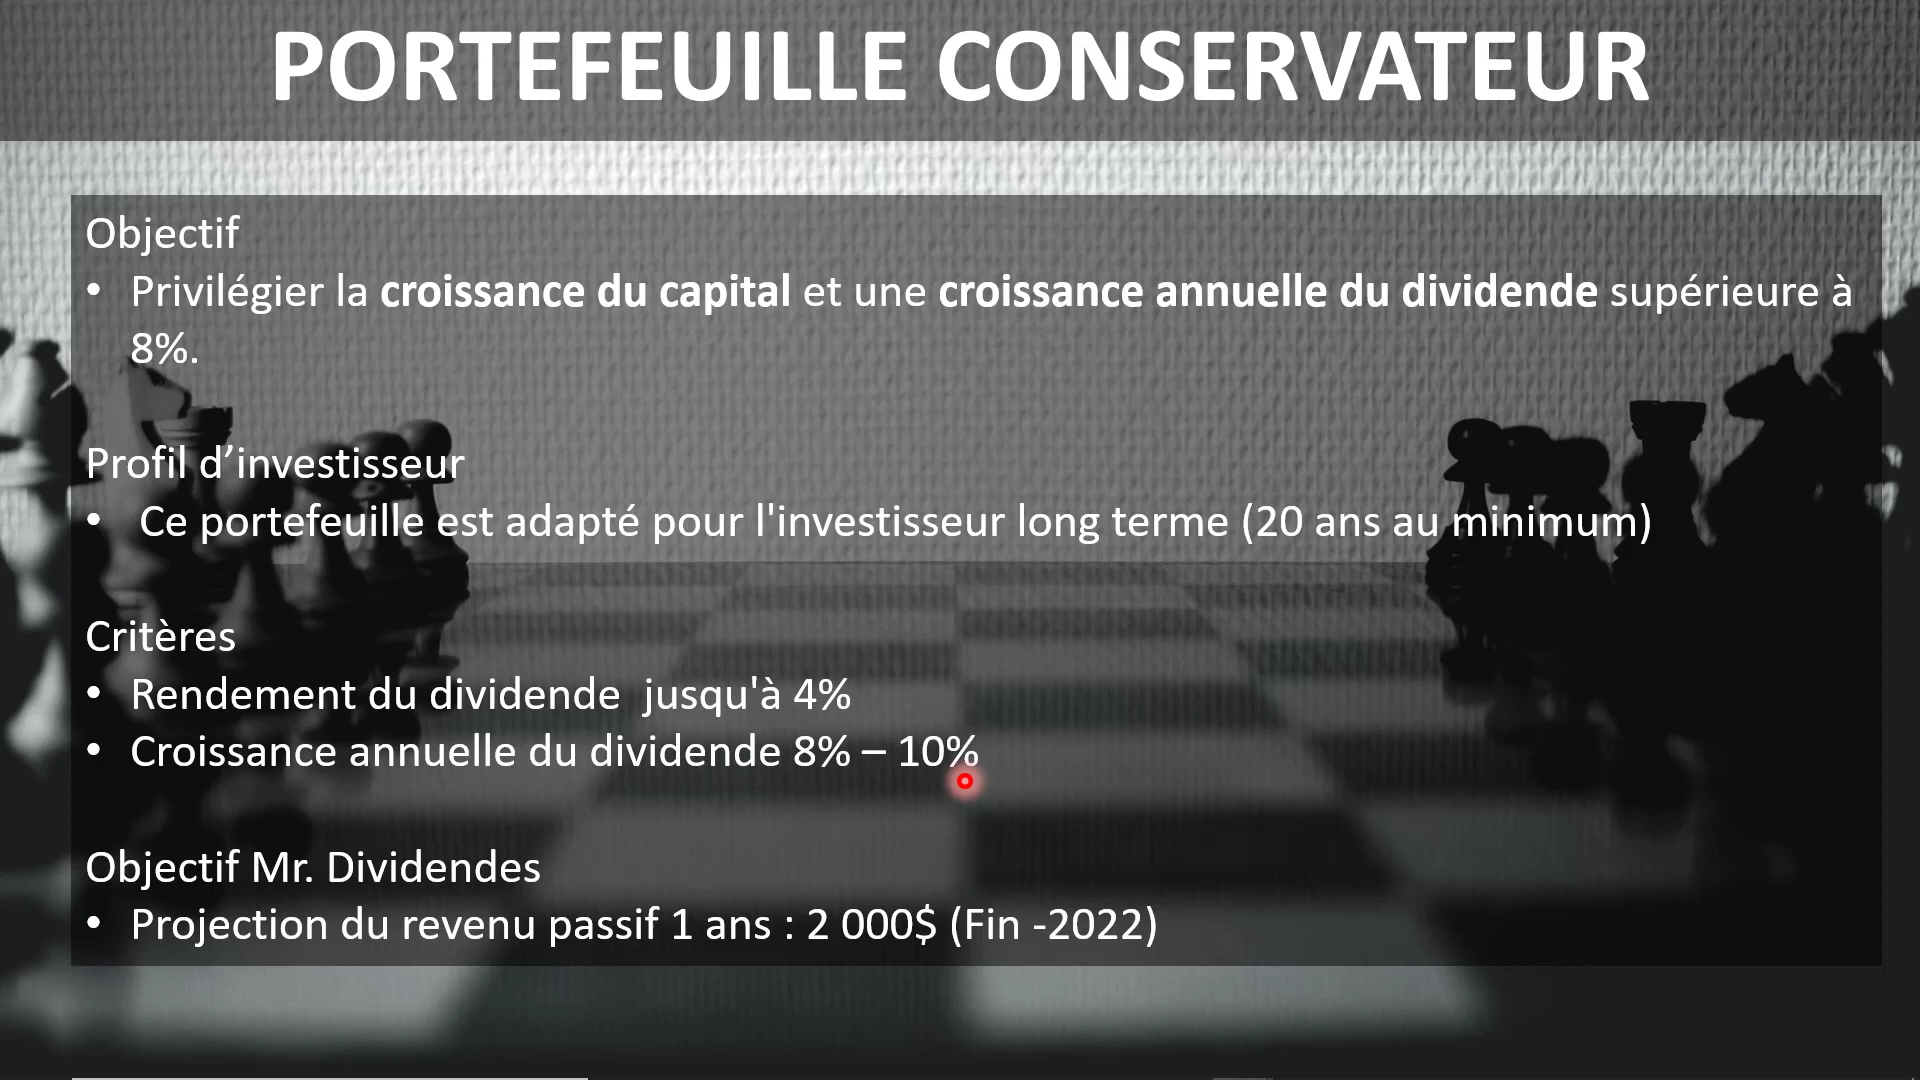 PORTEFEUILLE CONSERVATEUR
Objectif
• Privilégier la croissance du capital et une croissance annuelle du dividende supérieure à
8%.
Profil d’investisseur
• Ce portefeuille est adapté pour l'investisseur long terme (20 ans au minimum)
Critères
• Rendement du dividende  jusqu'à 4%
• Croissance annuelle du dividende 8% – 10%
Objectif Mr. Dividendes
• Projection du revenu passif 1 ans : 2 000$ (Fin -2022)